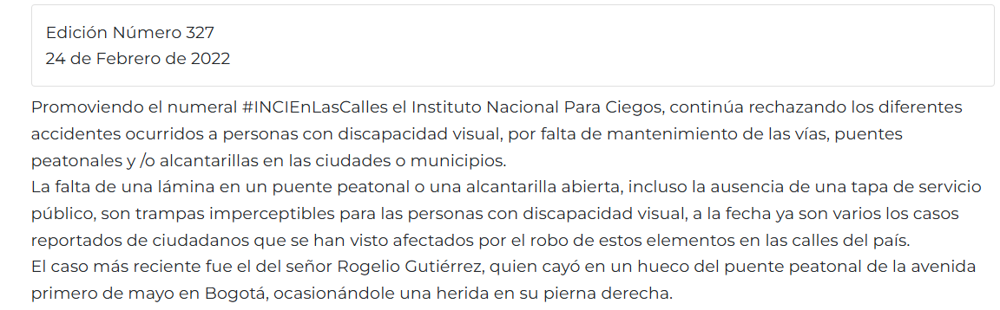 Edición Número 327
24 de Febrero de 2022
Promoviendo el numeral #INCIEnLasCalles el Instituto Nacional Para Ciegos, continúa rechazando los diferentes
accidentes ocurridos a personas con discapacidad visual, por falta de mantenimiento de las vías, puentes
peatonales y /o alcantarillas en las ciudades o municipios.
La falta de una lámina en un puente peatonal o una alcantarilla abierta, incluso la ausencia de una tapa de servicio
público, son trampas imperceptibles para las personas con discapacidad visual, a la fecha ya son varios los casos
reportados de ciudadanos que se han visto afectados por el robo de estos elementos en las calles del país.
El caso más reciente fue el del señor Rogelio Gutiérrez, quien cayó en un hueco del puente peatonal de la avenida
primero de mayo en Bogotá, ocasionándole una herida en su pierna derecha.